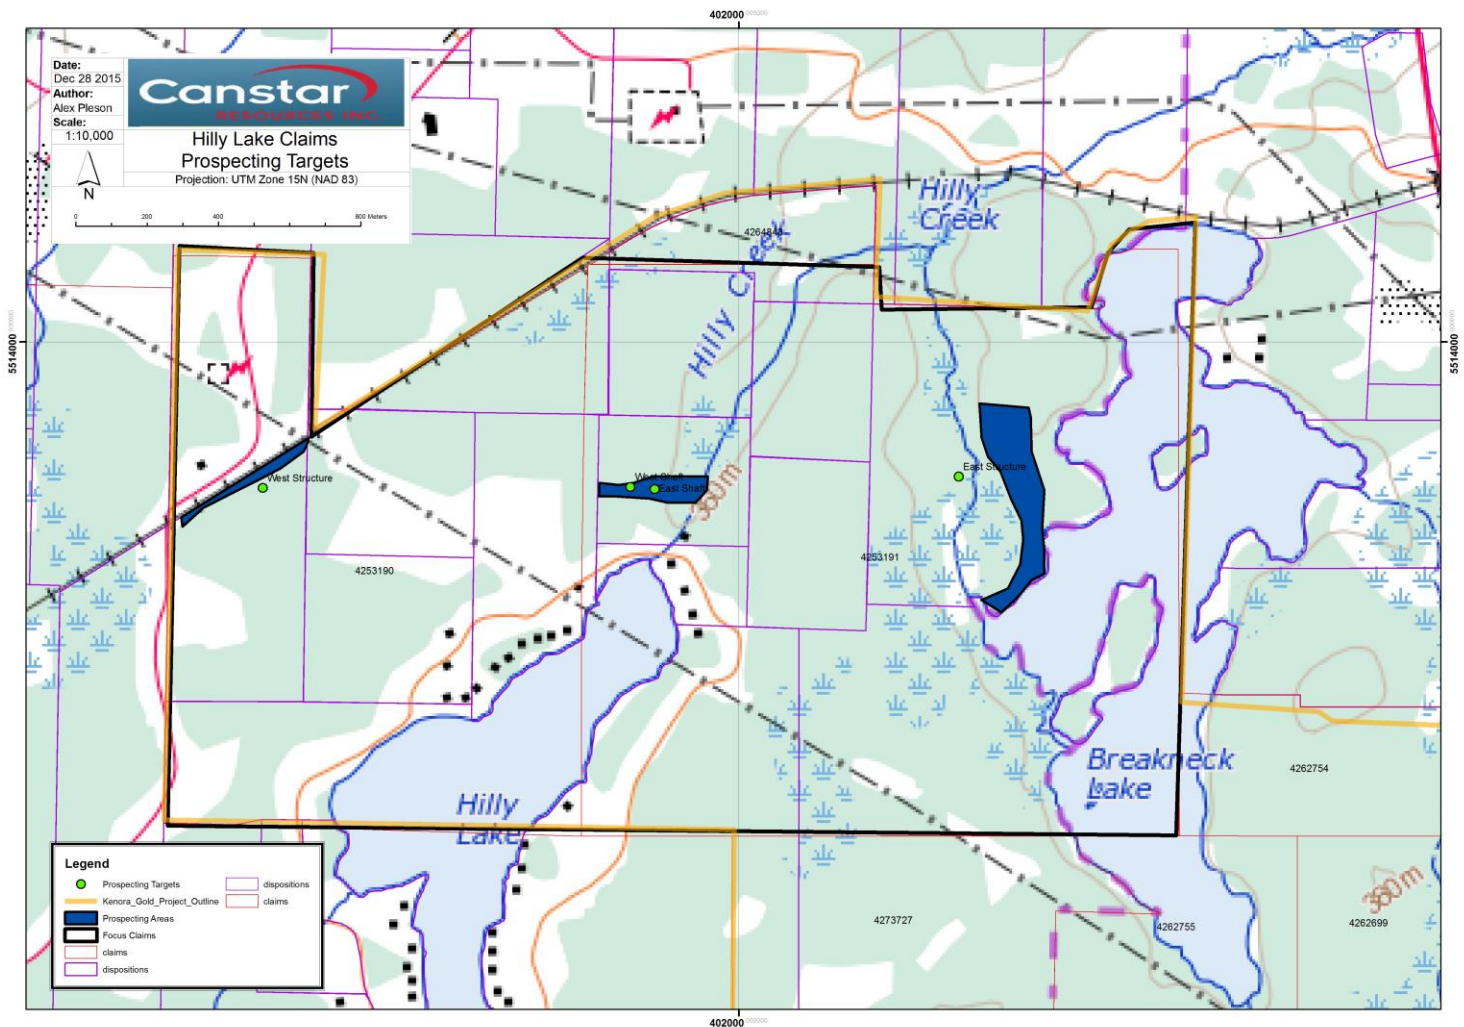 402000
Date:
Dec 28 2015
Author:
Alex Pleson
Scale:
1:10,000
N
Canstar
RESOURCES INC.
Hilly Lake Claims
Prospecting Targets
Projection: UTM Zone 15N (NAD 83)
0 200 400 800 Meters
Hilly
Creek
Hilly Creek
5514000
5514000
West Structure
West Shaft
East Shaft
East Structure
360m
4253190
4253191
Breakneck
Lake
4262754
Hilly
Lake
360m
4273727
4262755
4262699
Legend
Prospecting Targets
Kenora_Gold_Project_Outline
Prospecting Areas
Focus Claims
claims
dispositions
dispositions
claims
402000